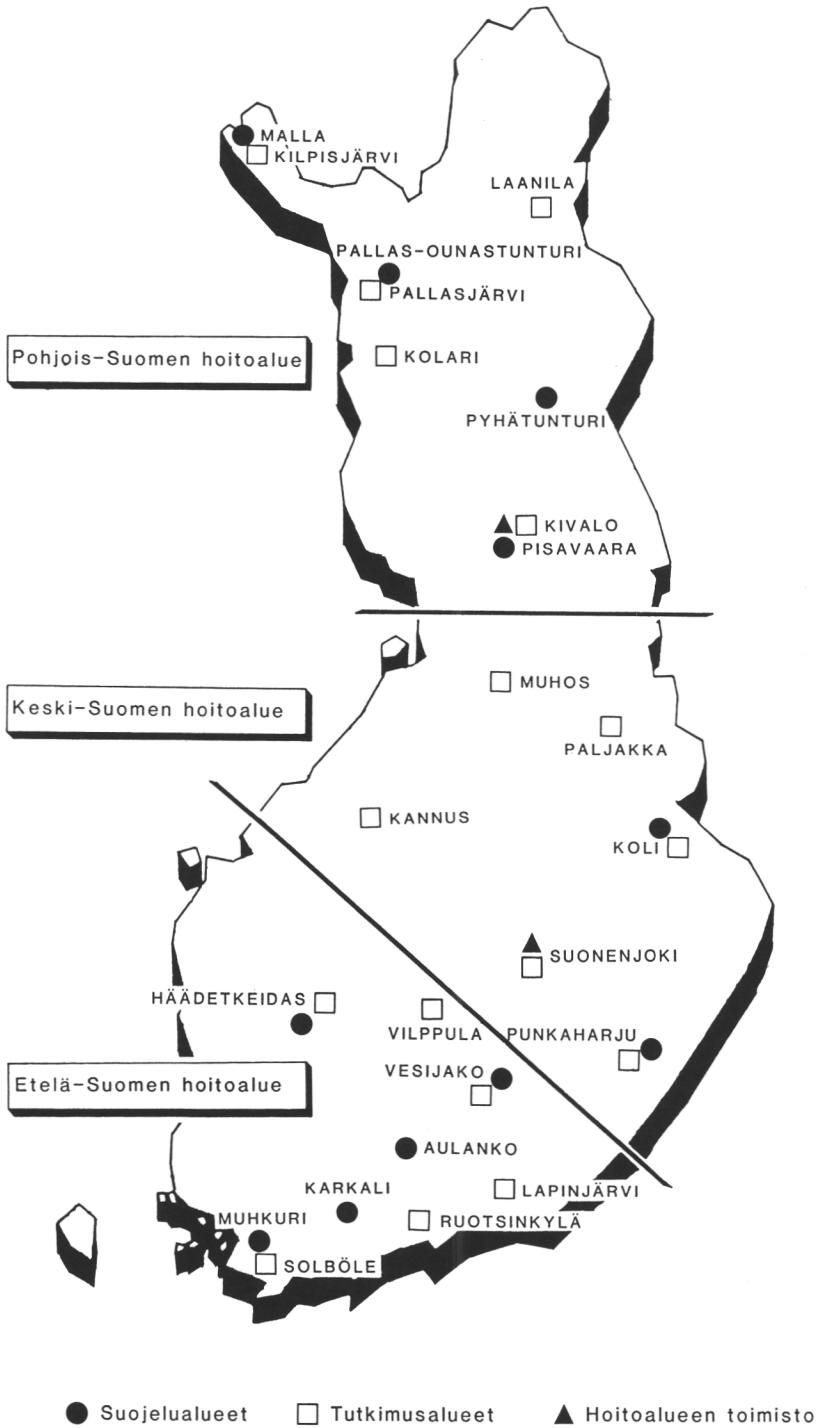 MALLA
KILPISJÄRVI
LAANILA
PALLAS-OUNASTUNTURI
PALLASJÄRVI
Pohjois-Suomen hoitoalue
KOLARI
PYHÄTUNTURI
KIVALO
PISAVAARA
MUHOS
Keski-Suomen hoitoalue
PALJAKKA
KANNUS
KOLI
SUONENJOKI
HÄÄDETKEIDAS
VILPPULA
PUNKAHARJU
VESIJAKO
Etelä-Suomen hoitoalue
AULANKO
KARKALI
LAPINJÄRVI
MUHKURI
RUOTSINKYLÄ
SOLBÖLE
Suojelualueet Tutkimusalueet Hoitoalueen toimisto